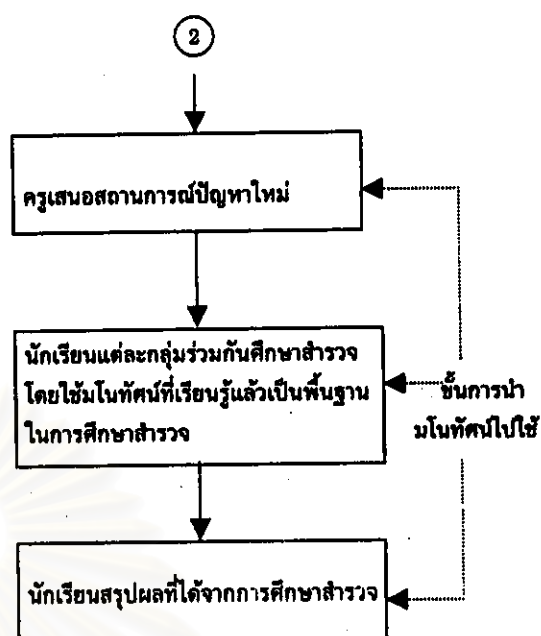 2
ครูเสนอสถานการณ์ปัญหาใหม่
นักเรียนแต่ละกลุ่มร่วมกันศึกษาสำรวจ
โดยใช้มโนทัศน์ที่เรียนรู้แล้วเป็นพื้นฐาน
ในการศึกษาสำรวจ
ขั้นการนำ
มโนทัศน์ไปใช้
นักเรียนสรุปผลที่ได้จากการศึกษาสำรวจ